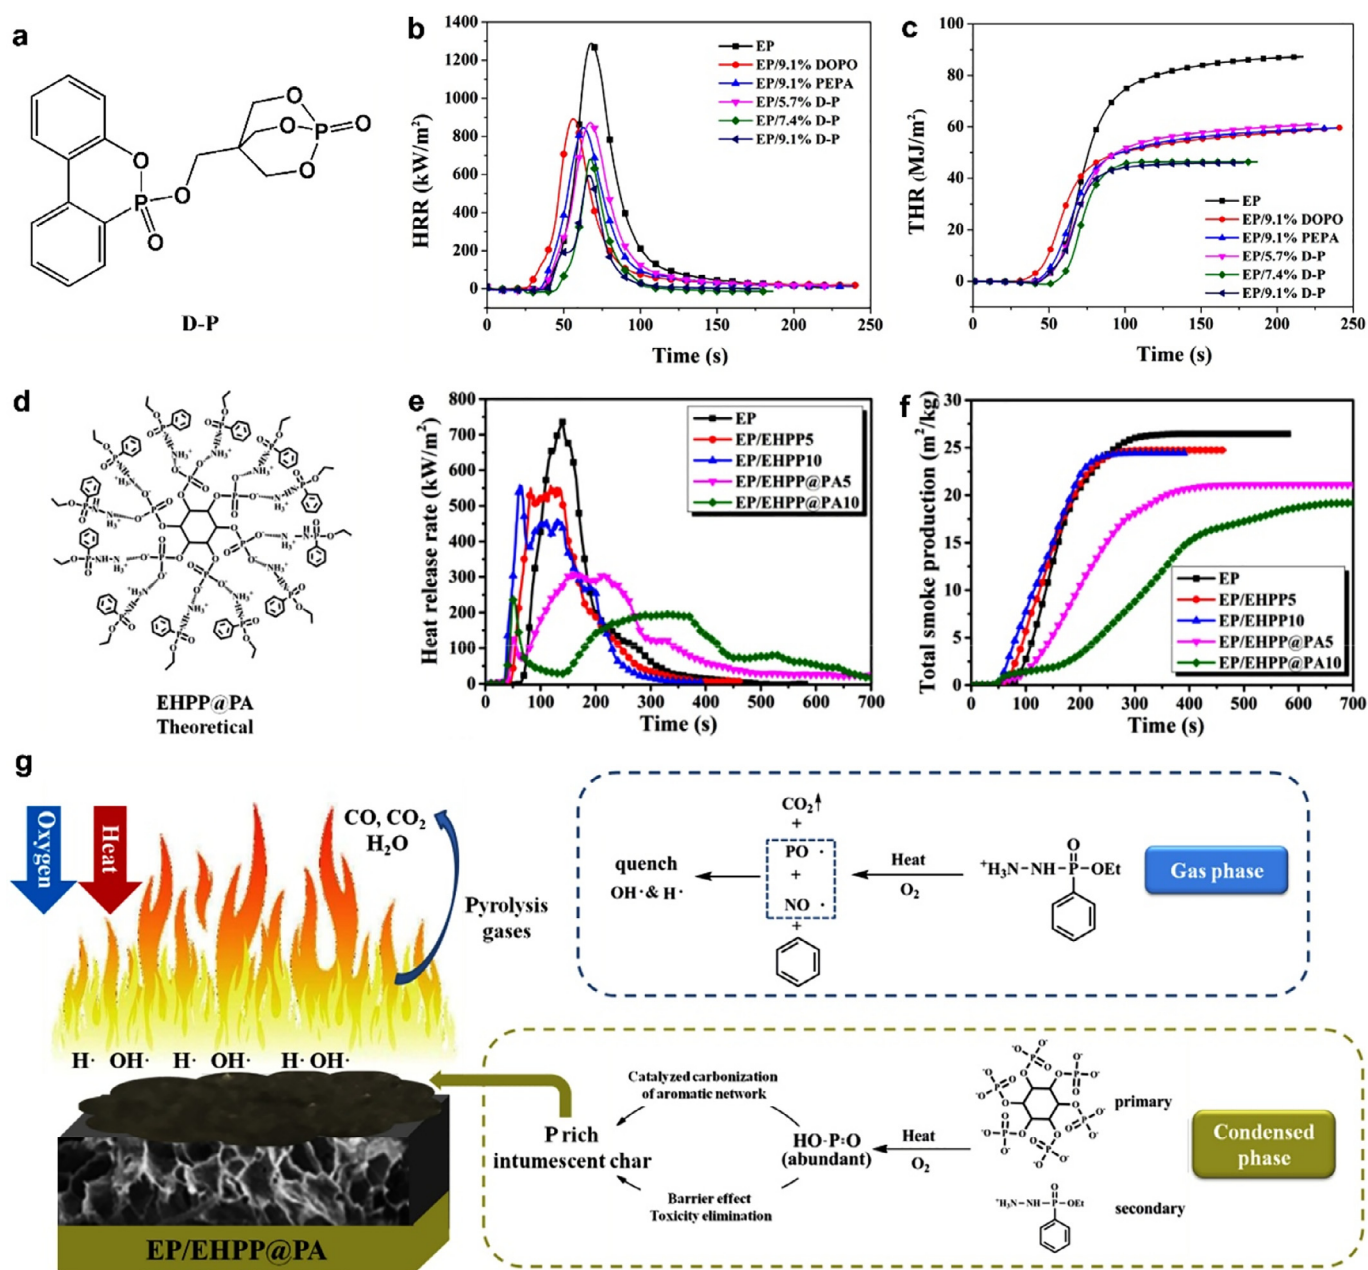 a
O
O
O
P
O
O
P
O
O
D-P
b
HRR (kW/m²)
1400
1200
1000
800
600
400
200
0
0
50
100
150
200
250
Time (s)
EP
EP/9.1% DOPO
EP/9.1% PEPA
EP/5.7% D-P
EP/7.4% D-P
EP/9.1% D-P
c
THR (MJ/m²)
100
80
60
40
20
0
0
50
100
150
200
250
Time (s)
EP
EP/9.1% DOPO
EP/9.1% PEPA
EP/5.7% D-P
EP/7.4% D-P
EP/9.1% D-P
d
EHPP@PA
Theoretical
e
Heat release rate (kW/m²)
800
700
600
500
400
300
200
100
0
0
100
200
300
400
500
600
700
Time (s)
EP
EP/EHPP5
EP/EHPP10
EP/EHPP@PA5
EP/EHPP@PA10
f
Total smoke production (m²/kg)
30
25
20
15
10
5
0
0
100
200
300
400
500
600
700
Time (s)
EP
EP/EHPP5
EP/EHPP10
EP/EHPP@PA5
EP/EHPP@PA10
g
Oxygen
Heat
CO, CO₂
H₂O
Pyrolysis
gases
H· OH· H· OH· H· OH·
EP/EHPP@PA
quench
OH·& H·
CO₂↑
+
PO ·
+
NO ·
+
Heat
O₂
O
⁺H₃N-NH-P-OEt
Gas phase
Catalyzed carbonization
of aromatic network
P rich
intumescent char
Barrier effect
Toxicity elimination
HO·P:O
(abundant)
Heat
O₂
primary
O
⁺H₃N-NH-P-OEt
secondary
Condensed
phase